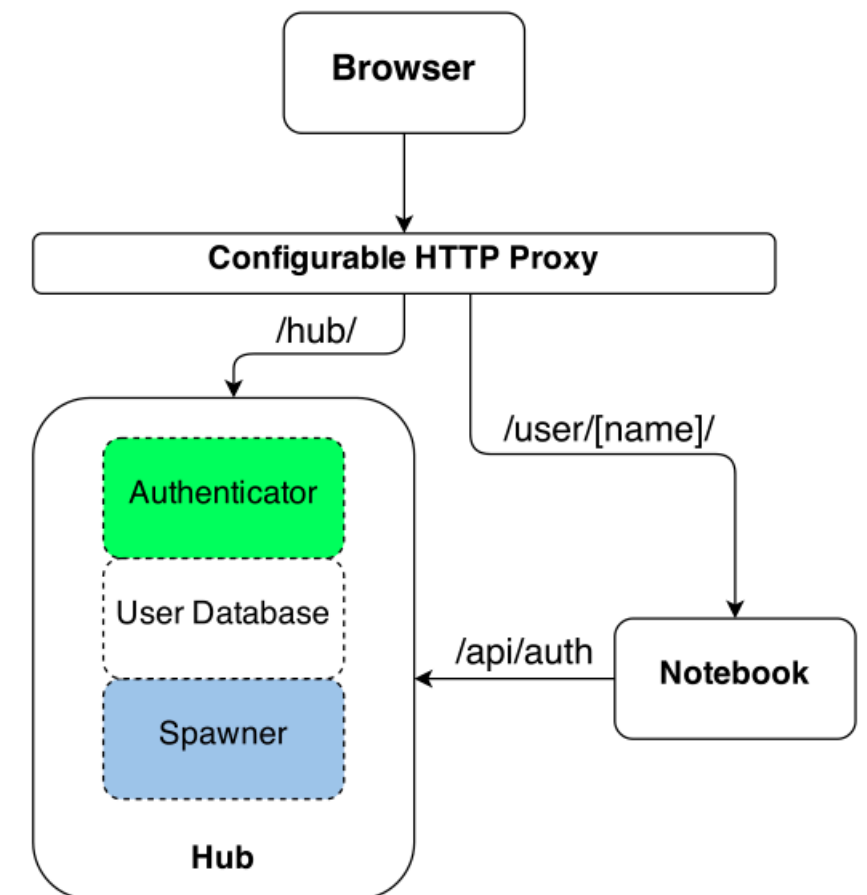 Browser
Configurable HTTP Proxy
/hub/
/user/[name]/
Authenticator
User Database
/api/auth
Notebook
Spawner
Hub